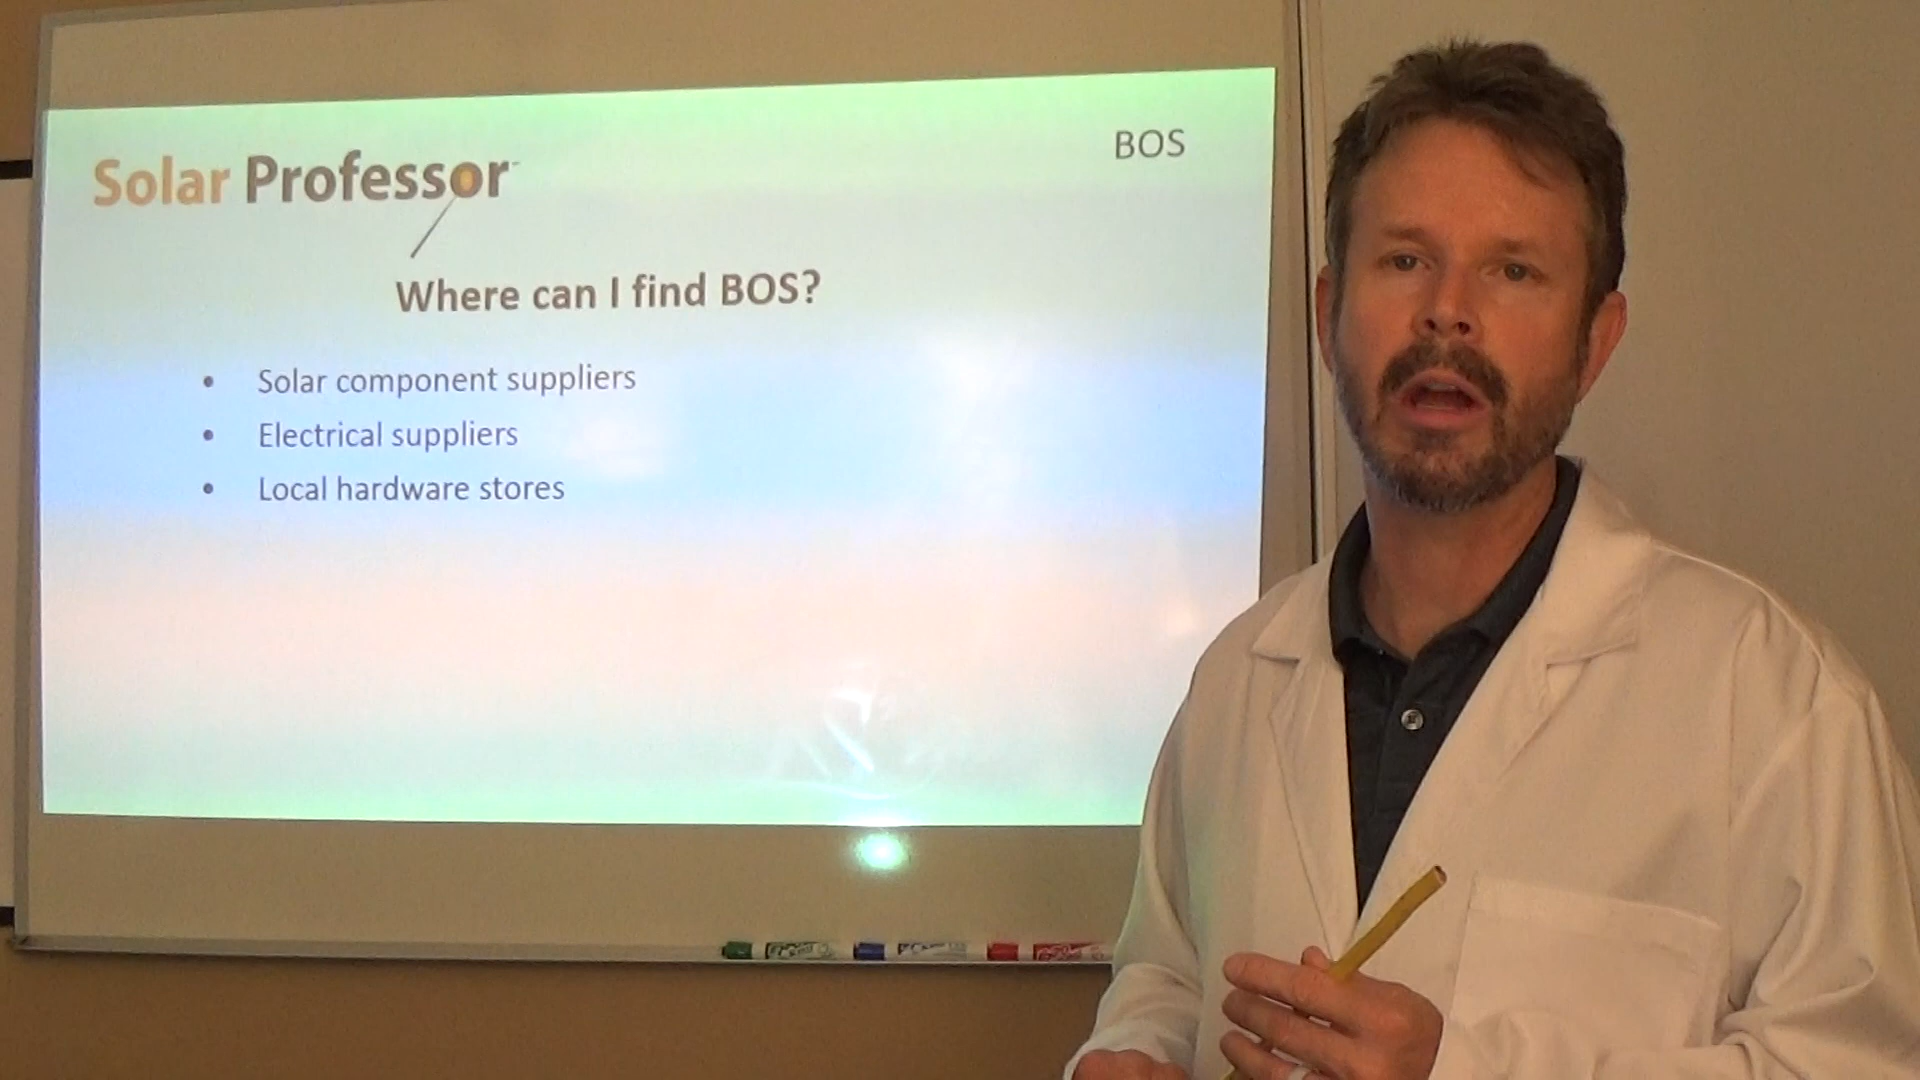 BOS
Solar Professor
Where can I find BOS?
• Solar component suppliers
• Electrical suppliers
• Local hardware stores